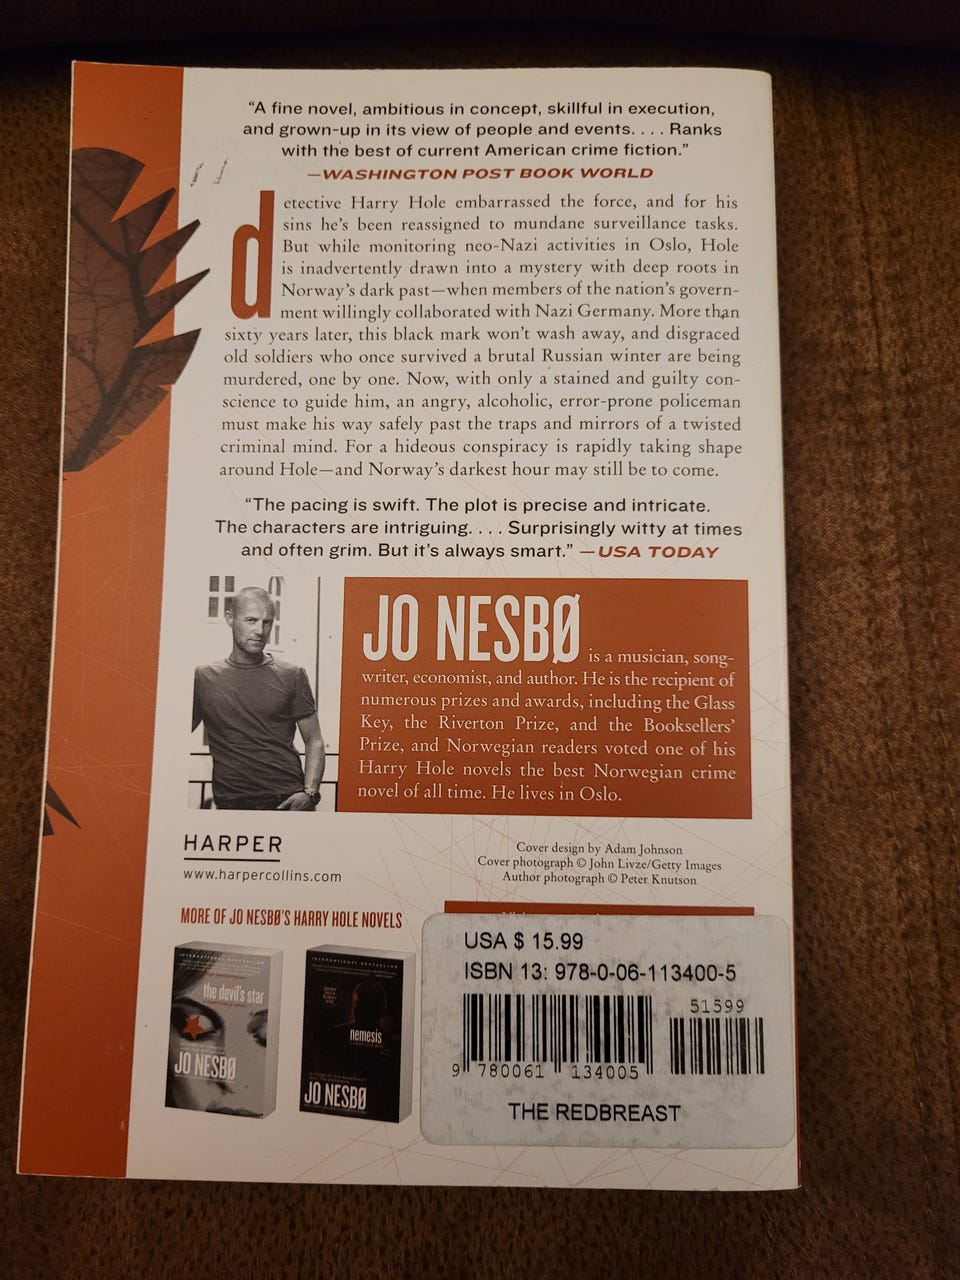 “A fine novel, ambitious in concept, skillful in execution,
and grown-up in its view of people and events. . . . Ranks
with the best of current American crime fiction.”
—WASHINGTON POST BOOK WORLD
detective Harry Hole embarrassed the force, and for his
sins he’s been reassigned to mundane surveillance tasks.
But while monitoring neo-Nazi activities in Oslo, Hole
is inadvertently drawn into a mystery with deep roots in
Norway’s dark past—when members of the nation’s govern-
ment willingly collaborated with Nazi Germany. More than
sixty years later, this black mark won’t wash away, and disgraced
old soldiers who once survived a brutal Russian winter are being
murdered, one by one. Now, with only a stained and guilty con-
science to guide him, an angry, alcoholic, error-prone policeman
must make his way safely past the traps and mirrors of a twisted
criminal mind. For a hideous conspiracy is rapidly taking shape
around Hole—and Norway’s darkest hour may still be to come.
“The pacing is swift. The plot is precise and intricate.
The characters are intriguing. . . . Surprisingly witty at times
and often grim. But it’s always smart.” —USA TODAY
JO NESBØ is a musician, song-
writer, economist, and author. He is the recipient of
numerous prizes and awards, including the Glass
Key, the Riverton Prize, and the Booksellers’
Prize, and Norwegian readers voted one of his
Harry Hole novels the best Norwegian crime
novel of all time. He lives in Oslo.
HARPER
www.harpercollins.com
Cover design by Adam Johnson
Cover photograph © John Livze/Getty Images
Author photograph © Peter Knutson
MORE OF JO NESBØ’S HARRY HOLE NOVELS
INTERNATIONAL BESTSELLER
the devil’s star
JO NESBØ
INTERNATIONAL BESTSELLER
nemesis
JO NESBØ
USA $ 15.99
ISBN 13: 978-0-06-113400-5
51599
9 780061 134005
THE REDBREAST